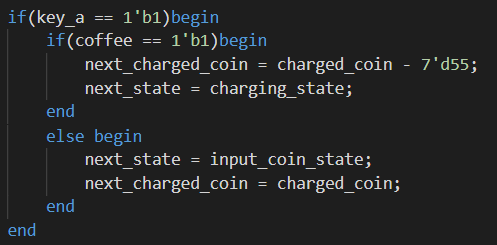 if(key_a == 1'b1)begin
    if(coffee == 1'b1)begin
        next_charged_coin = charged_coin - 7'd55;
        next_state = charging_state;
    end
    else begin
        next_state = input_coin_state;
        next_charged_coin = charged_coin;
    end
end